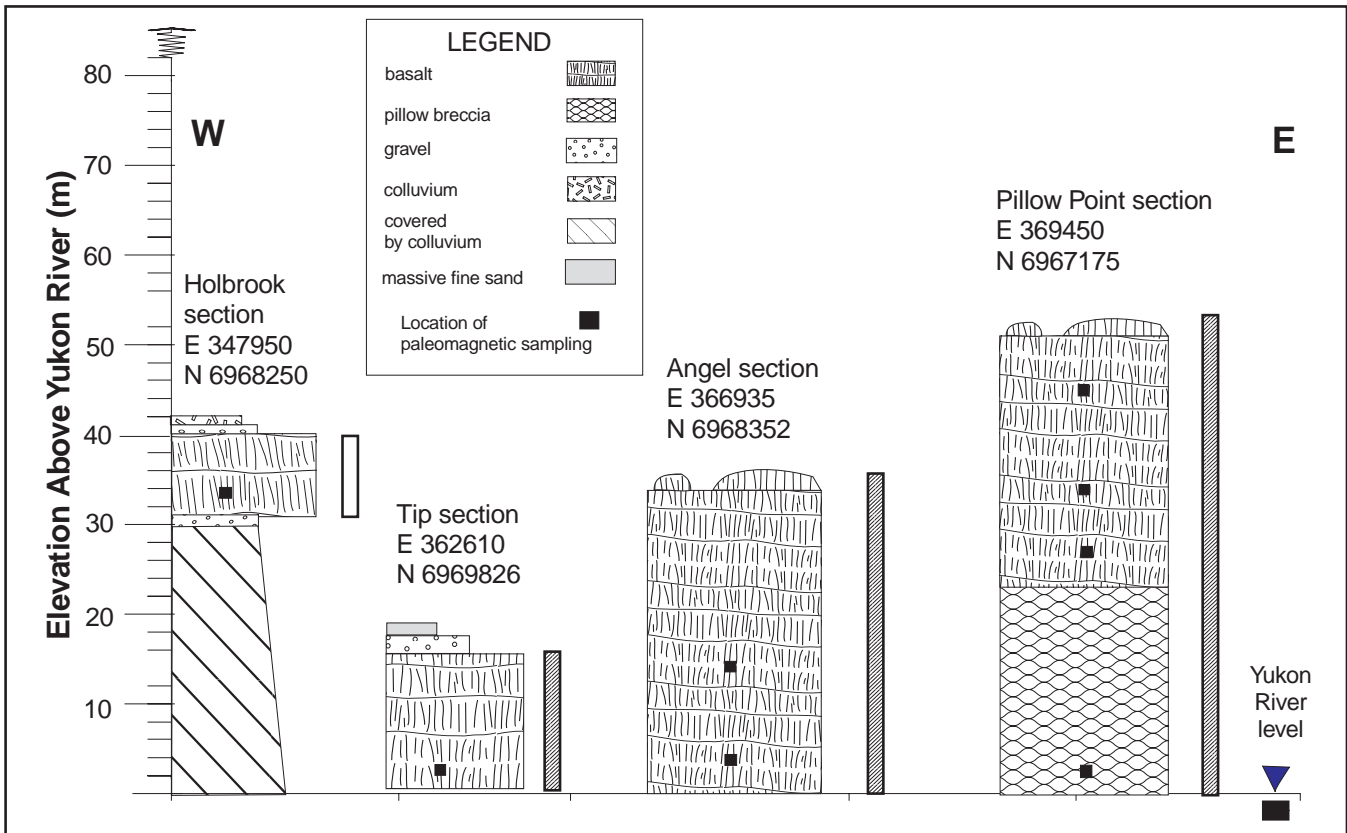 LEGEND
basalt
pillow breccia
gravel
colluvium
covered
by colluvium
massive fine sand
Location of
paleomagnetic sampling
Elevation Above Yukon River (m)
80
70
60
50
40
30
20
10
W
E
Holbrook
section
E 347950
N 6968250
Tip section
E 362610
N 6969826
Angel section
E 366935
N 6968352
Pillow Point section
E 369450
N 6967175
Yukon
River
level